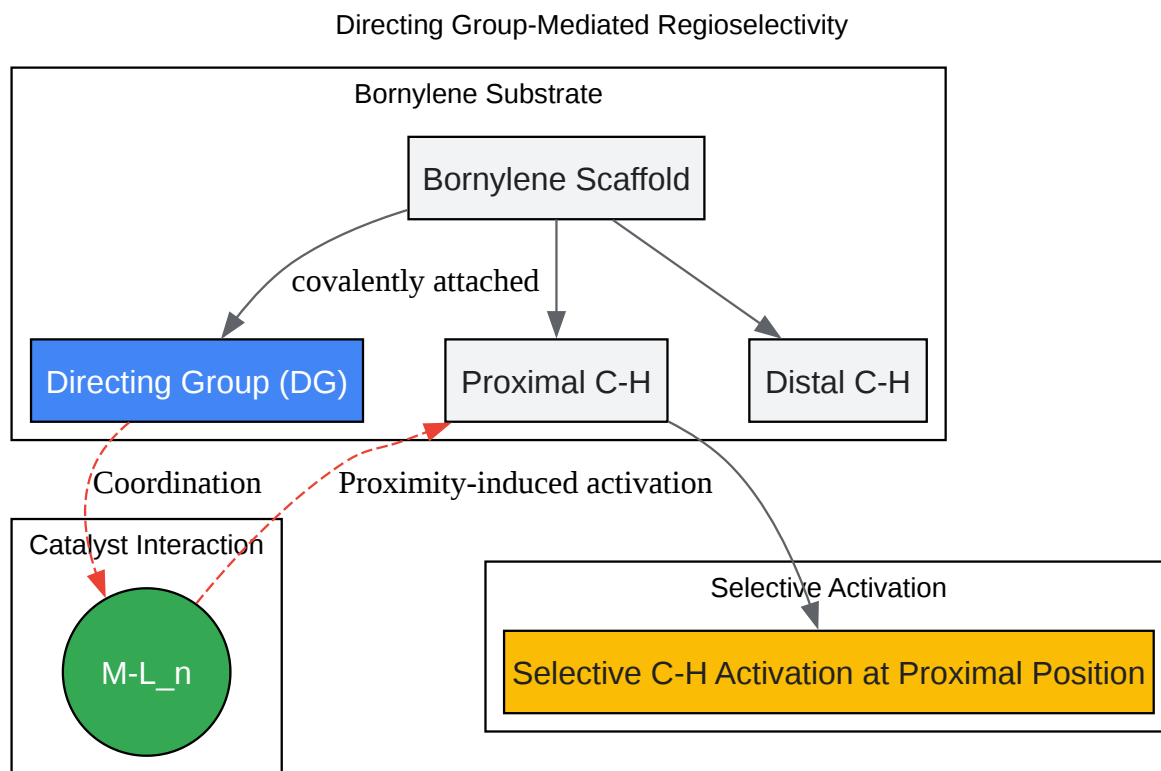 Directing Group-Mediated Regioselectivity
Bornylene Substrate
Bornylene Scaffold
covalently attached
Directing Group (DG)
Proximal C-H
Distal C-H
Coordination
Proximity-induced activation
Catalyst Interaction
M-L_n
Selective Activation
Selective C-H Activation at Proximal Position